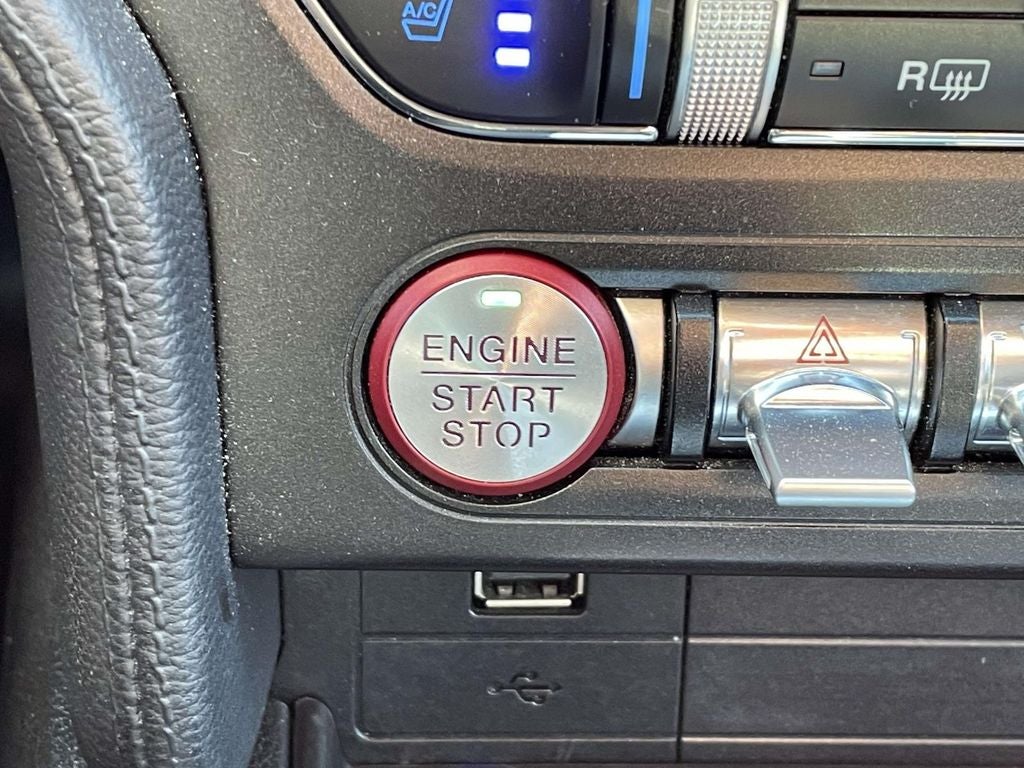 A/C
R
ENGINE
START
STOP